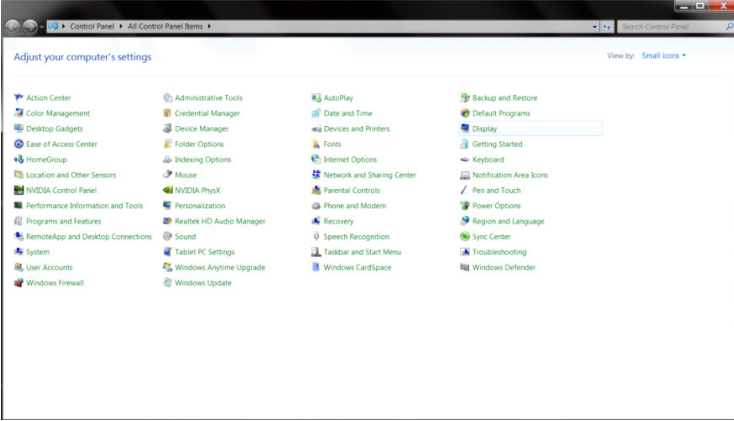 Control Panel ▸ All Control Panel Items ▸ Search Control Panel
Adjust your computer's settings View by: Small icons
Action Center Administrative Tools AutoPlay Backup and Restore
Color Management Credential Manager Date and Time Default Programs
Desktop Gadgets Device Manager Devices and Printers Display
Ease of Access Center Folder Options Fonts Getting Started
HomeGroup Indexing Options Internet Options Keyboard
Location and Other Sensors Mouse Network and Sharing Center Notification Area Icons
NVIDIA Control Panel NVIDIA PhysX Parental Controls Pen and Touch
Performance Information and Tools Personalization Phone and Modem Power Options
Programs and Features Realtek HD Audio Manager Recovery Region and Language
RemoteApp and Desktop Connections Sound Speech Recognition Sync Center
System Tablet PC Settings Taskbar and Start Menu Troubleshooting
User Accounts Windows Anytime Upgrade Windows CardSpace Windows Defender
Windows Firewall Windows Update